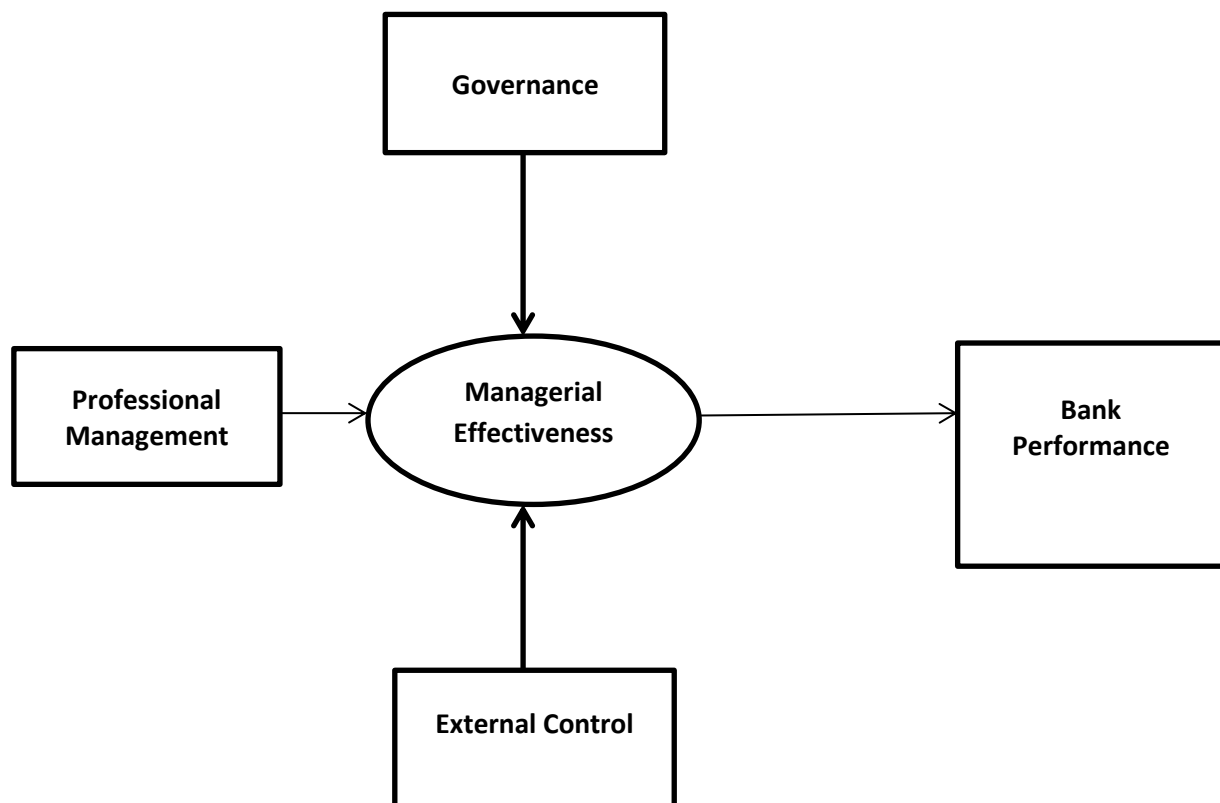 Governance
Professional
Management
Managerial
Effectiveness
Bank
Performance
External Control